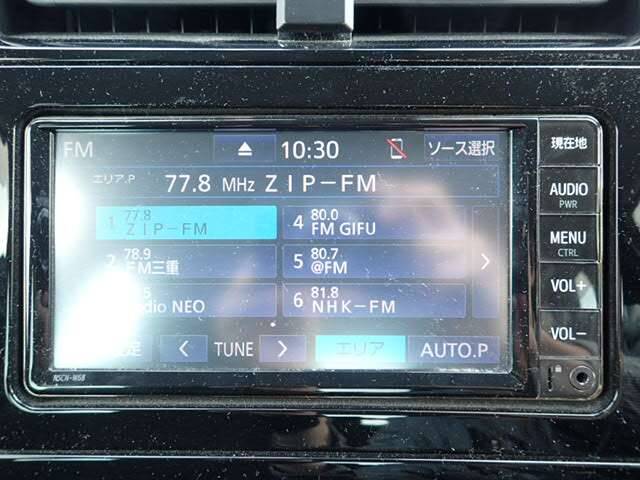 FM 10:30 ソース選択
エリア.P 77.8 MHz ZIP-FM
1 77.8 ZIP-FM
4 80.0 FM GIFU
2 78.9 FM三重
5 80.7 @FM
dio NEO
6 81.8 NHK-FM
< TUNE > エリア AUTO.P
NSCN-W68
現在地
AUDIO
PWR
MENU
CTRL
VOL+
VOL-